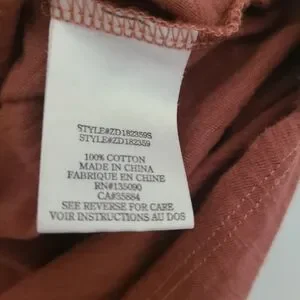 STYLE#ZD182359S
STYLE#ZD182359
100% COTTON
MADE IN CHINA
FABRIQUE EN CHINE
RN#135090
CA#35884
SEE REVERSE FOR CARE
VOIR INSTRUCTIONS AU DOS